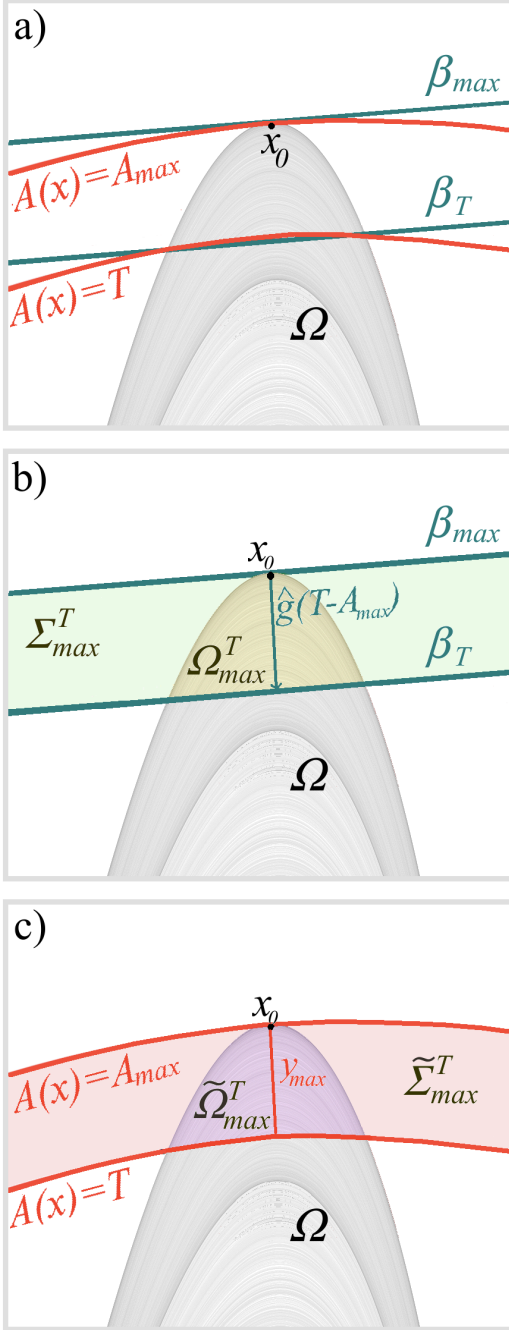 a)
β_max
x_0
A(x)=A_max
β_T
A(x)=T
Ω
b)
β_max
x_0
ĝ(T-A_max)
Σ^T_max
Ω^T_max
β_T
Ω
c)
x_0
A(x)=A_max
y_max
Ω̃^T_max
Σ̃^T_max
A(x)=T
Ω